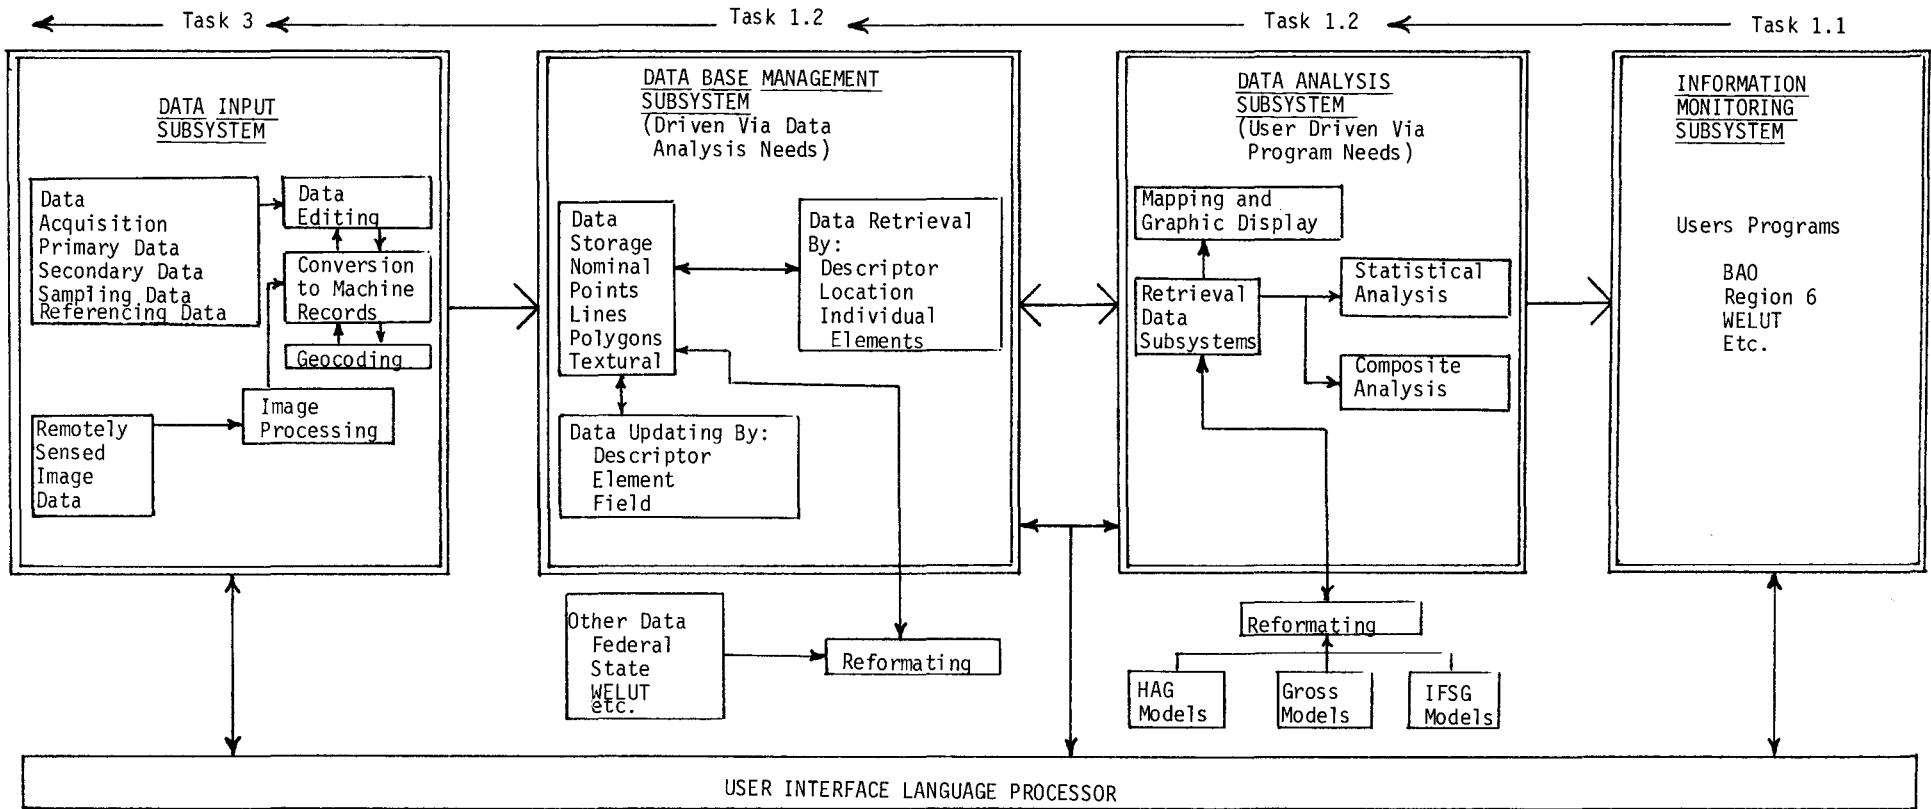 Task 3
Task 1.2
Task 1.2
Task 1.1
DATA INPUT
SUBSYSTEM
Data
Acquisition
Primary Data
Secondary Data
Sampling Data
Referencing Data
Data
Editing
Conversion
to Machine
Records
Geocoding
Image
Processing
Remotely
Sensed
Image
Data
DATA BASE MANAGEMENT
SUBSYSTEM
(Driven Via Data
Analysis Needs)
Data
Storage
Nominal
Points
Lines
Polygons
Textural
Data Retrieval
By:
Descriptor
Location
Individual
Elements
Data Updating By:
Descriptor
Element
Field
Other Data
Federal
State
WELUT
etc.
Reformating
DATA ANALYSIS
SUBSYSTEM
(User Driven Via
Program Needs)
Mapping and
Graphic Display
Retrieval
Data
Subsystems
Statistical
Analysis
Composite
Analysis
Reformating
HAG
Models
Gross
Models
IFSG
Models
INFORMATION
MONITORING
SUBSYSTEM
Users Programs
BAO
Region 6
WELUT
Etc.
USER INTERFACE LANGUAGE PROCESSOR